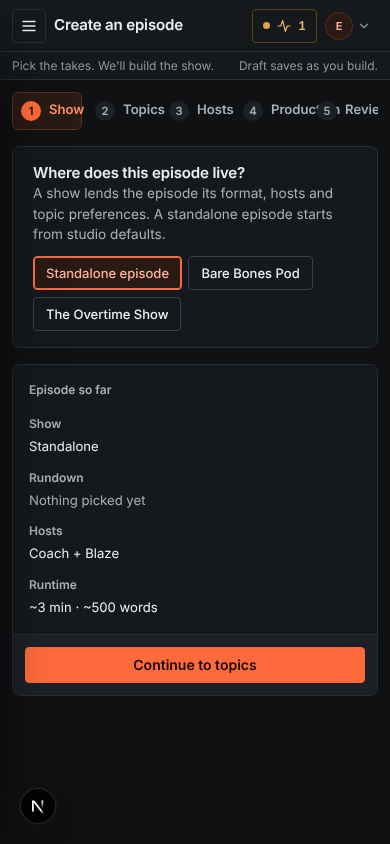 Create an episode
1
E
Pick the takes. We'll build the show.
Draft saves as you build.
1 Show
2 Topics
3 Hosts
4
5
Where does this episode live?
A show lends the episode its format, hosts and
topic preferences. A standalone episode starts
from studio defaults.
Standalone episode
Bare Bones Pod
The Overtime Show
Episode so far
Show
Standalone
Rundown
Nothing picked yet
Hosts
Coach + Blaze
Runtime
~3 min · ~500 words
Continue to topics
N